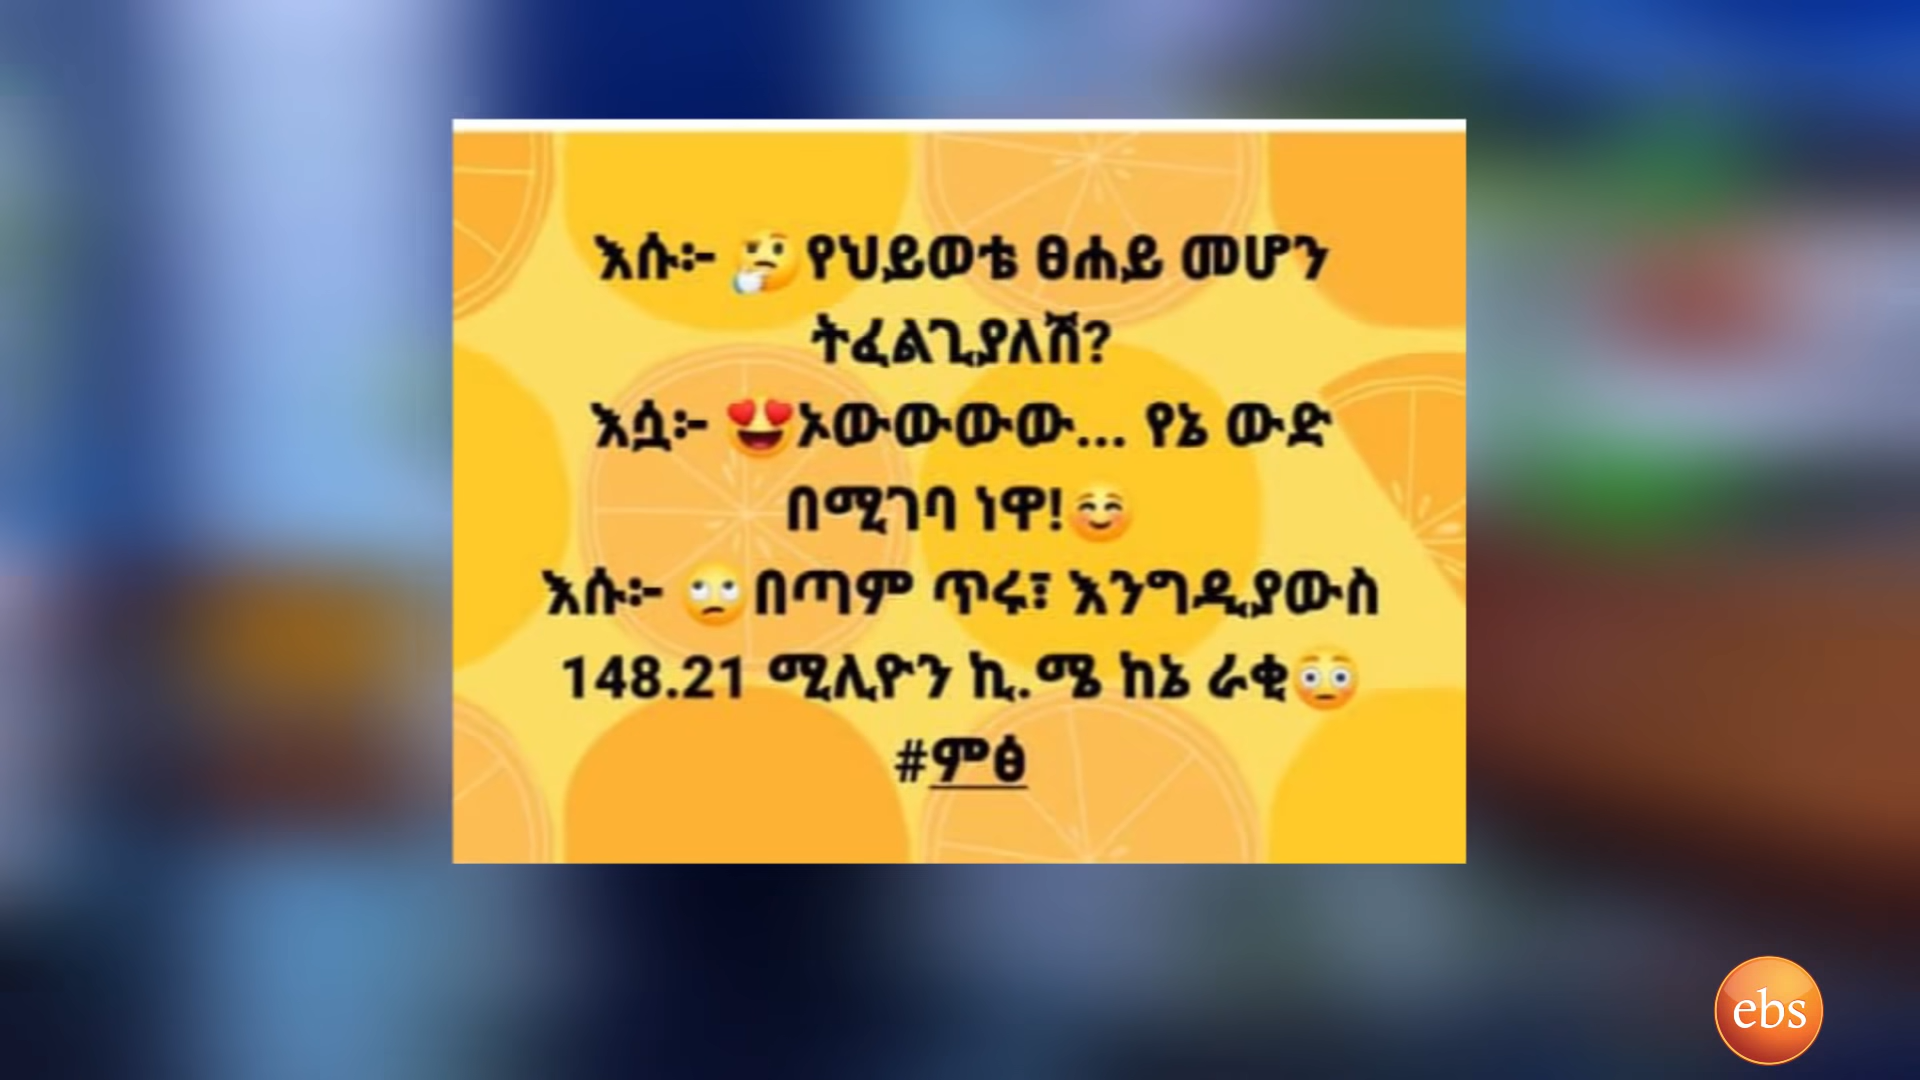 እሱ፦ 🤔የህይወቴ ፀሐይ መሆን
ትፈልጊያለሽ?
እሷ፦ 😍ኦውውውው... የኔ ውድ
በሚገባ ነዋ!☺️
እሱ፦ 🙄በጣም ጥሩ፣ እንግዲያውስ
148.21 ሚሊዮን ኪ.ሜ ከኔ ራቂ😳
#ምፅ
ebs